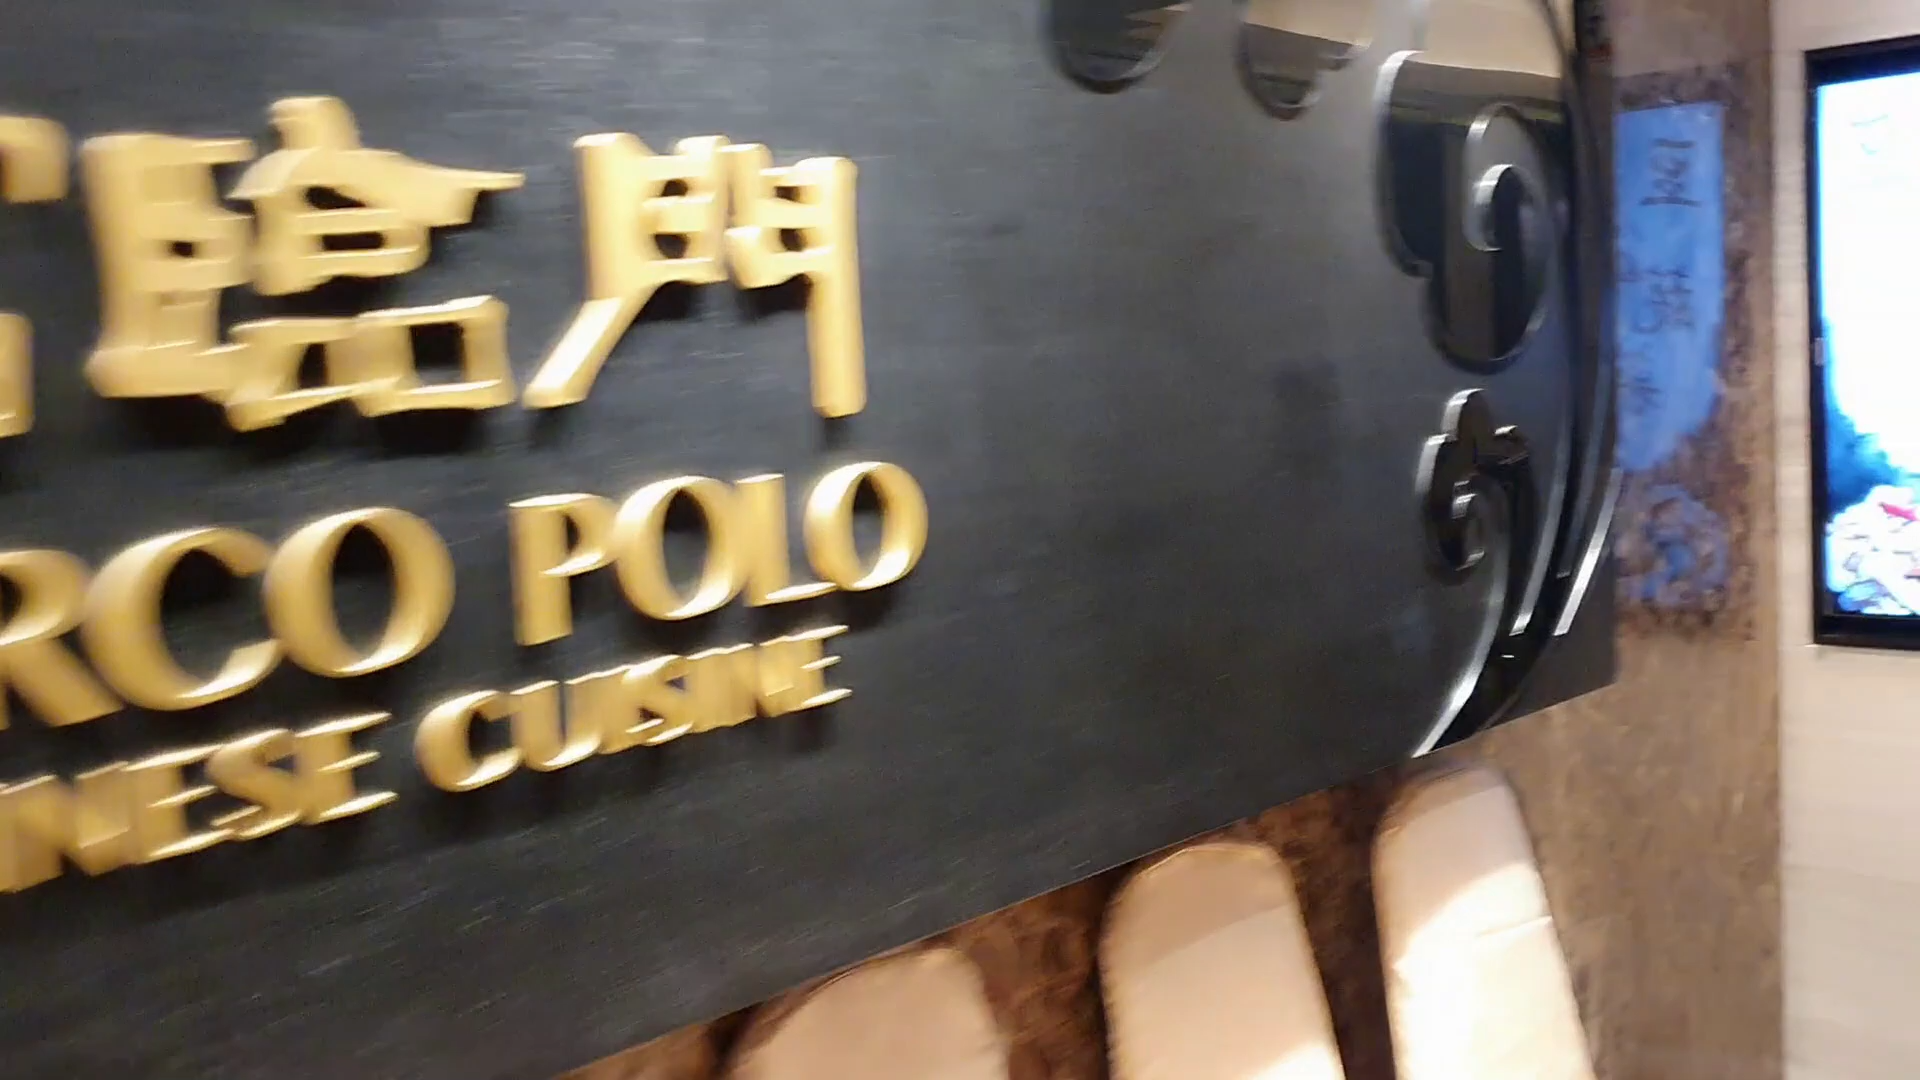 臨門
RCO POLO
NESE CUISINE